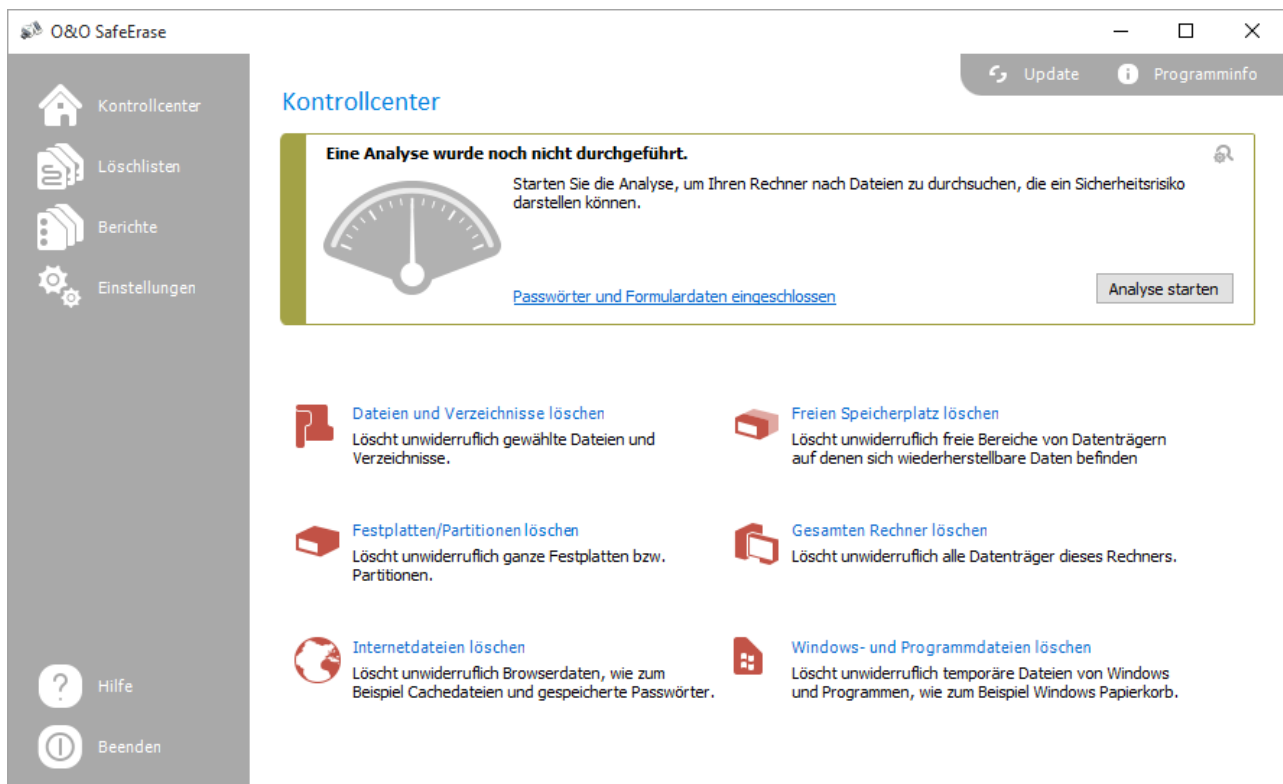 O&O SafeErase
Update
Programminfo
Kontrollcenter
Löschlisten
Berichte
Einstellungen
Hilfe
Beenden
Kontrollcenter
Eine Analyse wurde noch nicht durchgeführt.
Starten Sie die Analyse, um Ihren Rechner nach Dateien zu durchsuchen, die ein Sicherheitsrisiko
darstellen können.
Passwörter und Formulardaten eingeschlossen
Analyse starten
Dateien und Verzeichnisse löschen
Löscht unwiderruflich gewählte Dateien und
Verzeichnisse.
Freien Speicherplatz löschen
Löscht unwiderruflich freie Bereiche von Datenträgern
auf denen sich wiederherstellbare Daten befinden
Festplatten/Partitionen löschen
Löscht unwiderruflich ganze Festplatten bzw.
Partitionen.
Gesamten Rechner löschen
Löscht unwiderruflich alle Datenträger dieses Rechners.
Internetdateien löschen
Löscht unwiderruflich Browserdaten, wie zum
Beispiel Cachedateien und gespeicherte Passwörter.
Windows- und Programmdateien löschen
Löscht unwiderruflich temporäre Dateien von Windows
und Programmen, wie zum Beispiel Windows Papierkorb.